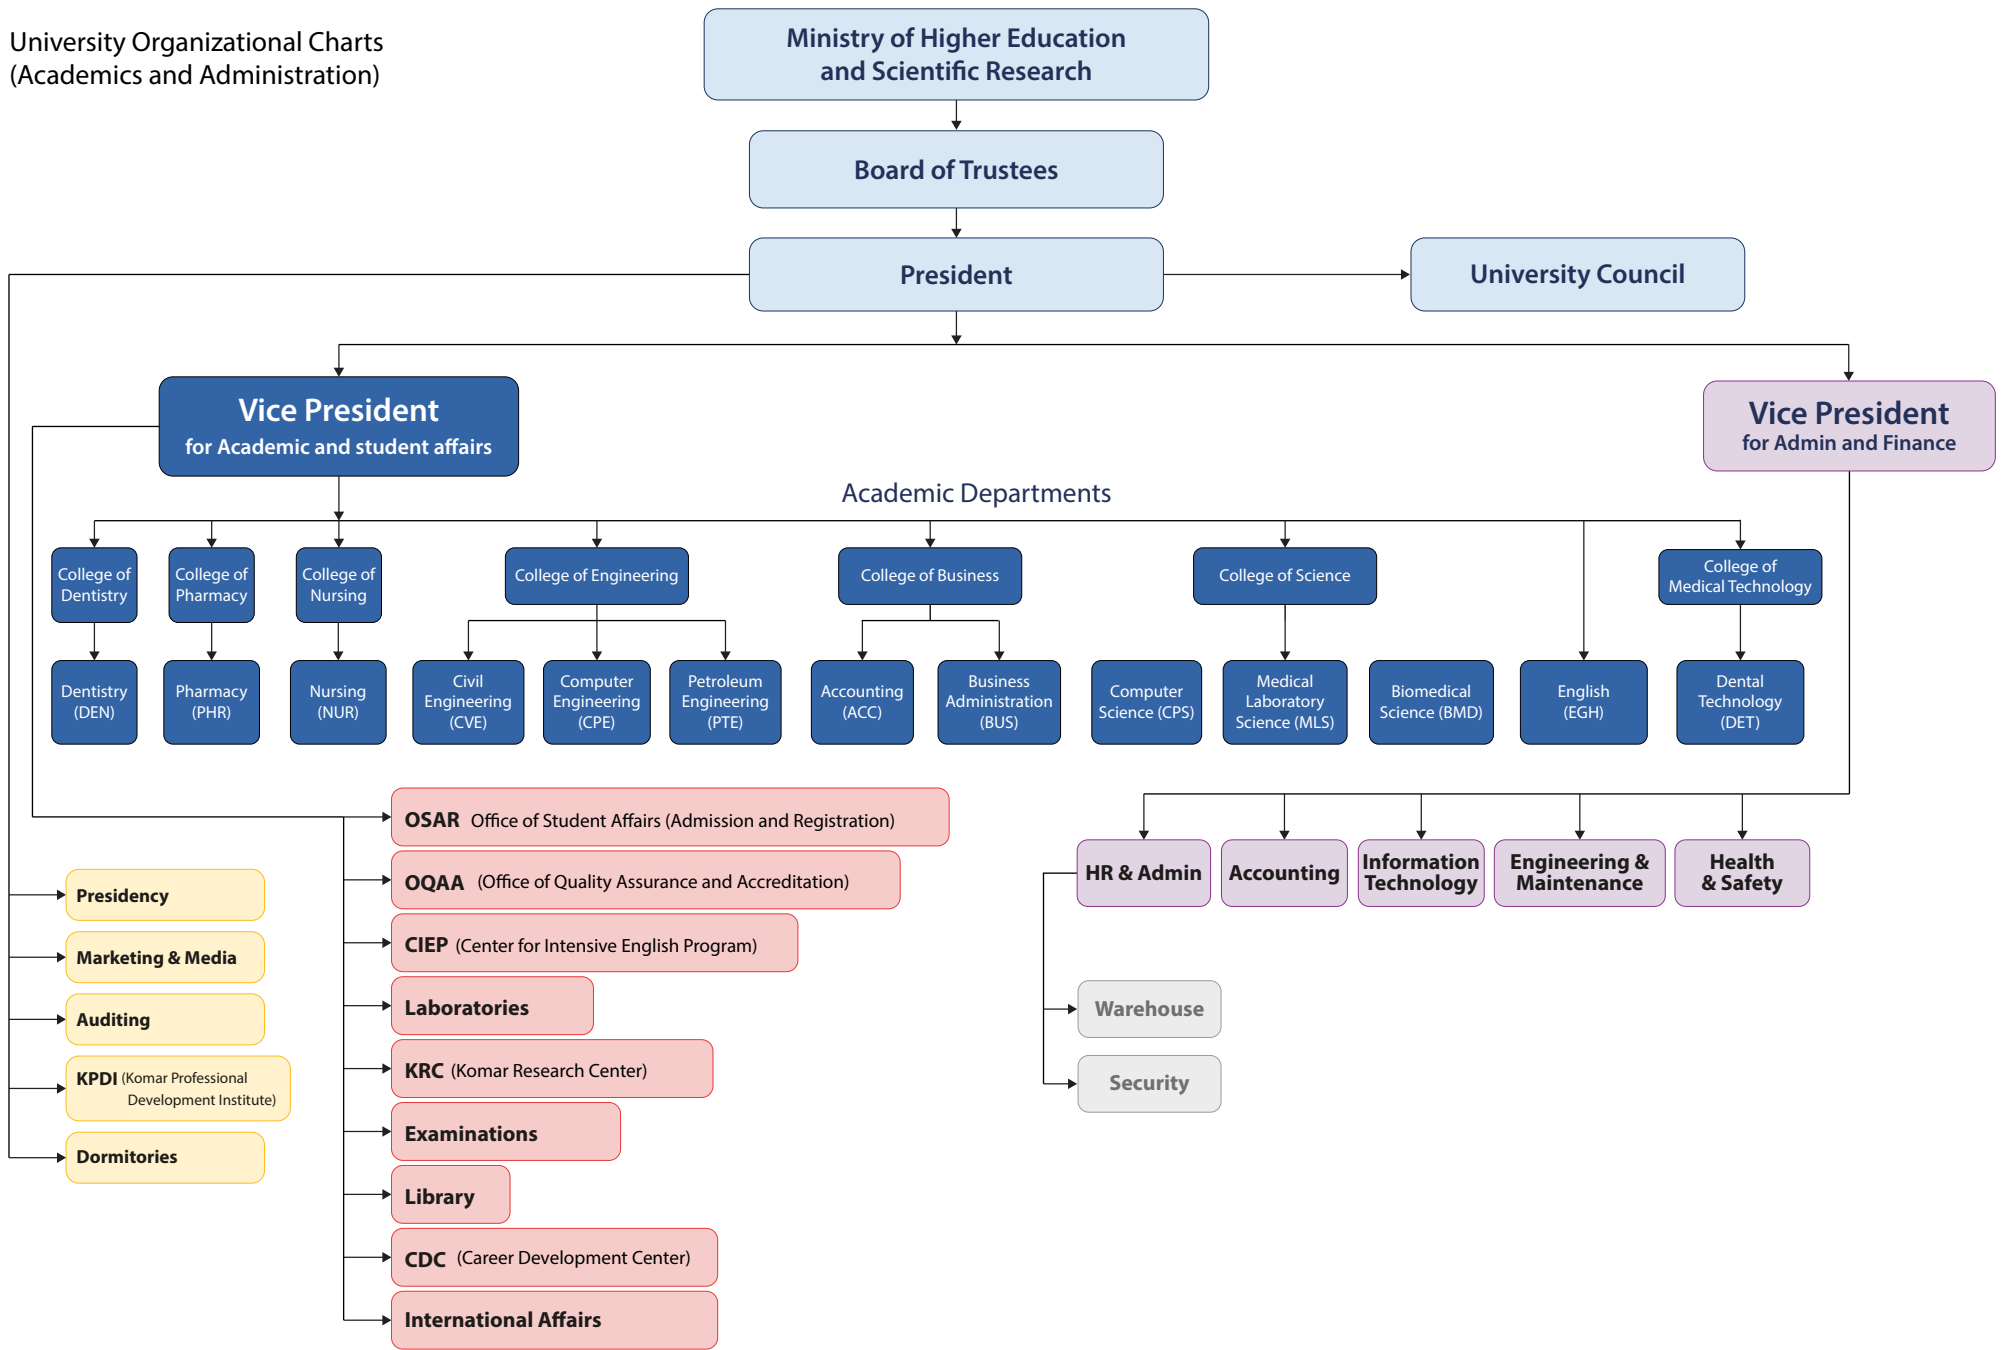 University Organizational Charts
(Academics and Administration)
Ministry of Higher Education
and Scientific Research
Board of Trustees
President
University Council
Vice President
for Academic and student affairs
Vice President
for Admin and Finance
Academic Departments
College of
Dentistry
College of
Pharmacy
College of
Nursing
College of Engineering
College of Business
College of Science
College of
Medical Technology
Dentistry
(DEN)
Pharmacy
(PHR)
Nursing
(NUR)
Civil
Engineering
(CVE)
Computer
Engineering
(CPE)
Petroleum
Engineering
(PTE)
Accounting
(ACC)
Business
Administration
(BUS)
Computer
Science (CPS)
Medical
Laboratory
Science (MLS)
Biomedical
Science (BMD)
English
(EGH)
Dental
Technology
(DET)
OSAR Office of Student Affairs (Admission and Registration)
OQAA (Office of Quality Assurance and Accreditation)
CIEP (Center for Intensive English Program)
Laboratories
KRC (Komar Research Center)
Examinations
Library
CDC (Career Development Center)
International Affairs
Presidency
Marketing & Media
Auditing
KPDI (Komar Professional
Development Institute)
Dormitories
HR & Admin
Accounting
Information
Technology
Engineering &
Maintenance
Health
& Safety
Warehouse
Security